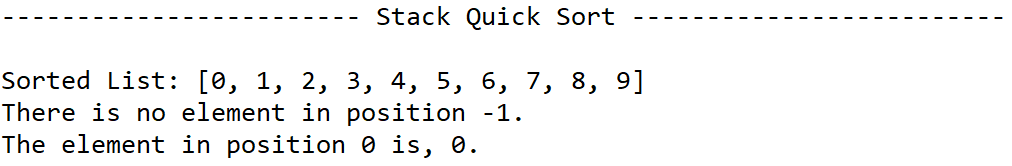 ------------------------ Stack Quick Sort -------------------------
Sorted List: [0, 1, 2, 3, 4, 5, 6, 7, 8, 9]
There is no element in position -1.
The element in position 0 is, 0.